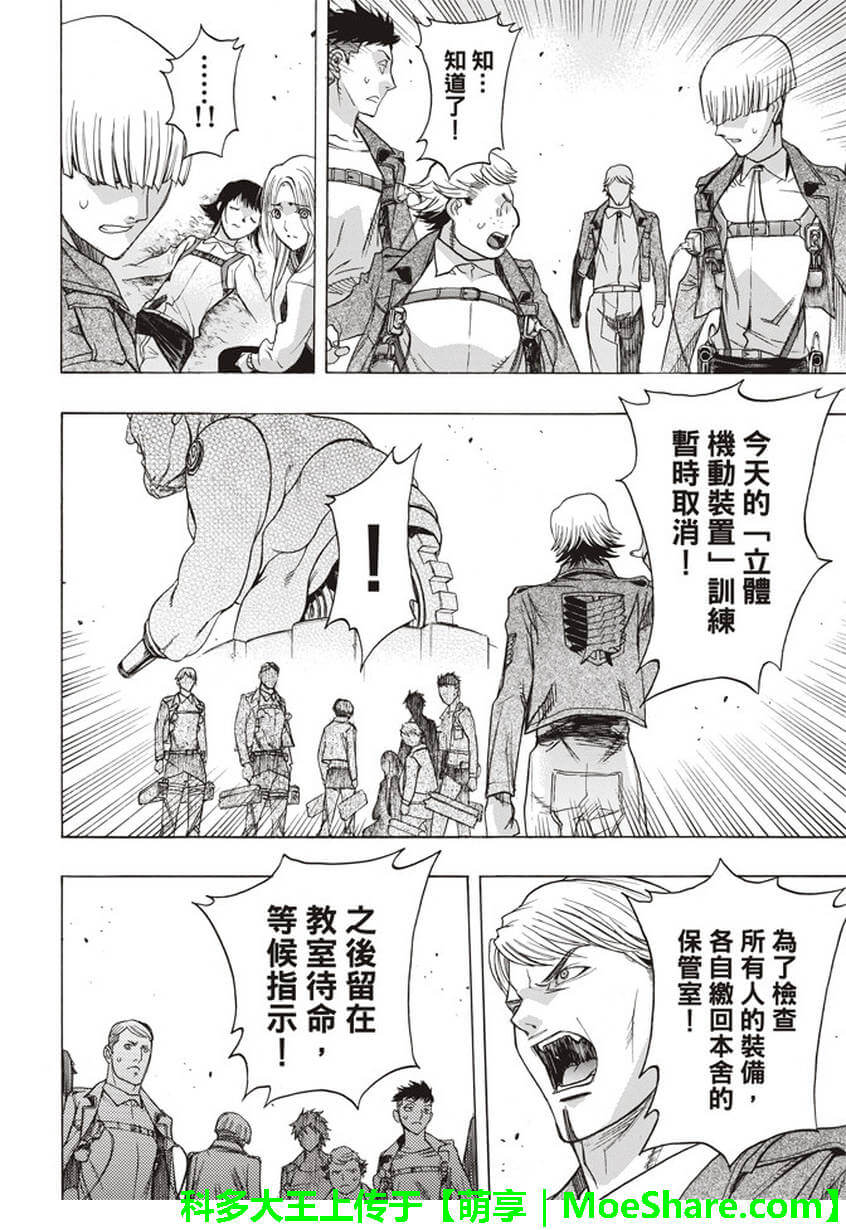 知…
知道了！
……!!
今天的「立體
機動裝置」訓練
暫時取消！
！
為了檢查
所有人的裝備，
各自繳回本舍的
保管室！
之後留在
教室待命，
等候指示！
科多大王上传于【萌享｜MoeShare.com】